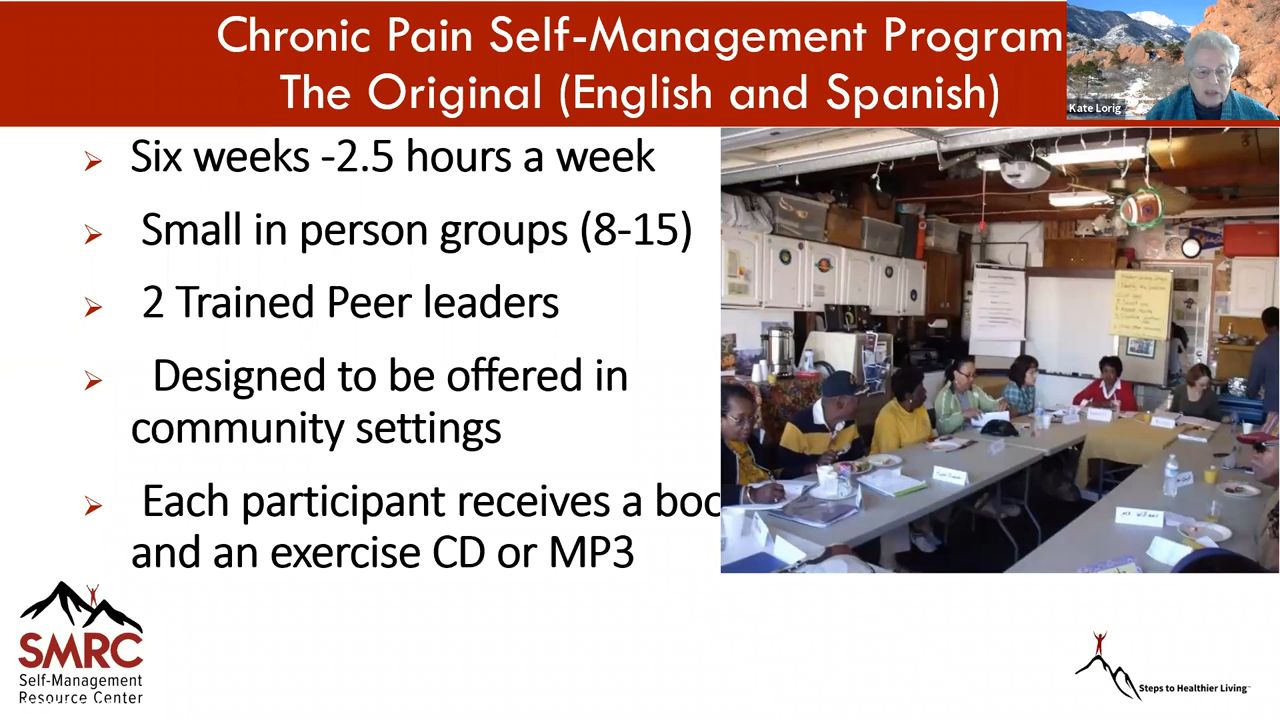 Chronic Pain Self-Management Program
The Original (English and Spanish)
Kate Lorig
➢ Six weeks -2.5 hours a week
➢ Small in person groups (8-15)
➢ 2 Trained Peer leaders
➢ Designed to be offered in
community settings
➢ Each participant receives a boo
and an exercise CD or MP3
SMRC
Self-Management
Resource Center
Steps to Healthier Living™